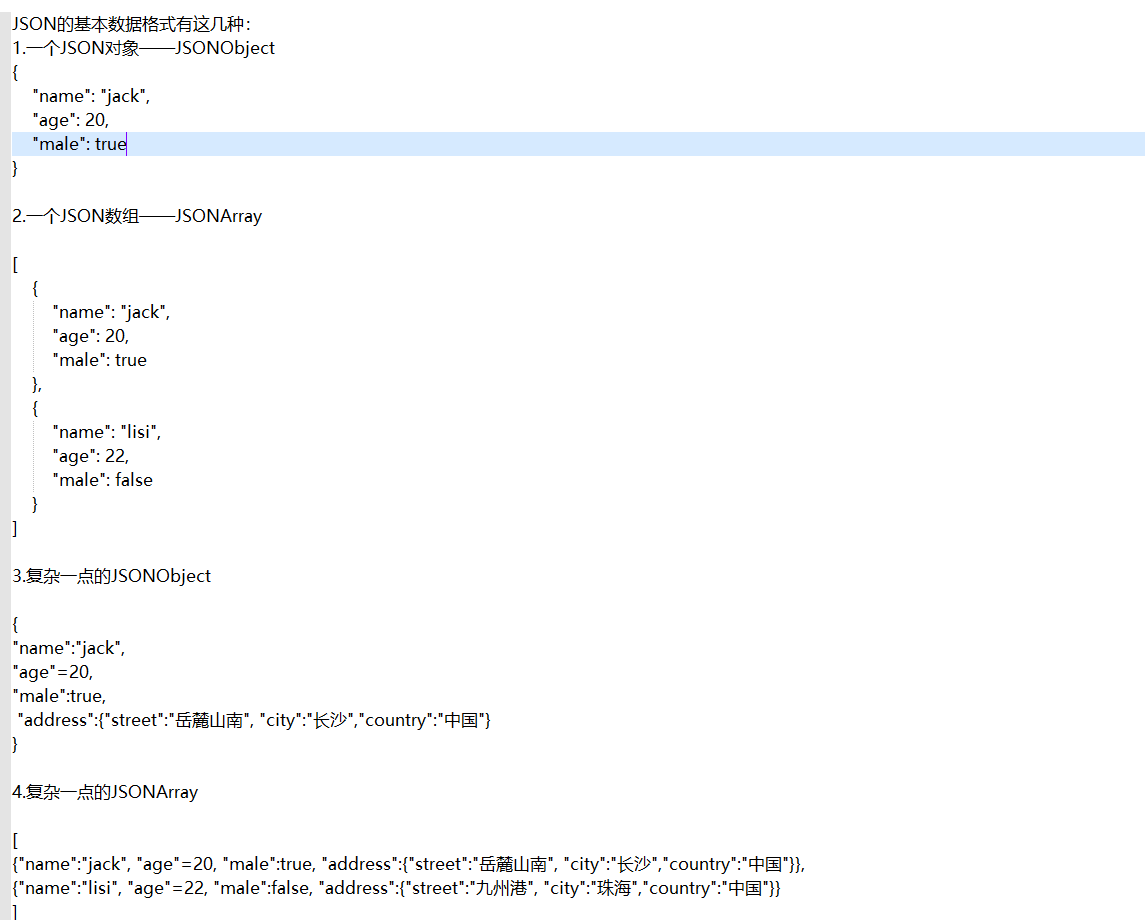 JSON的基本数据格式有这几种：
1.一个JSON对象——JSONObject
{
    "name": "jack",
    "age": 20,
    "male": true
}
2.一个JSON数组——JSONArray
[
    {
        "name": "jack",
        "age": 20,
        "male": true
    },
    {
        "name": "lisi",
        "age": 22,
        "male": false
    }
]
3.复杂一点的JSONObject
{
"name":"jack",
"age"=20,
"male":true,
 "address":{"street":"岳麓山南", "city":"长沙","country":"中国"}
}
4.复杂一点的JSONArray
[
{"name":"jack", "age"=20, "male":true, "address":{"street":"岳麓山南", "city":"长沙","country":"中国"}},
{"name":"lisi", "age"=22, "male":false, "address":{"street":"九州港", "city":"珠海","country":"中国"}}
]